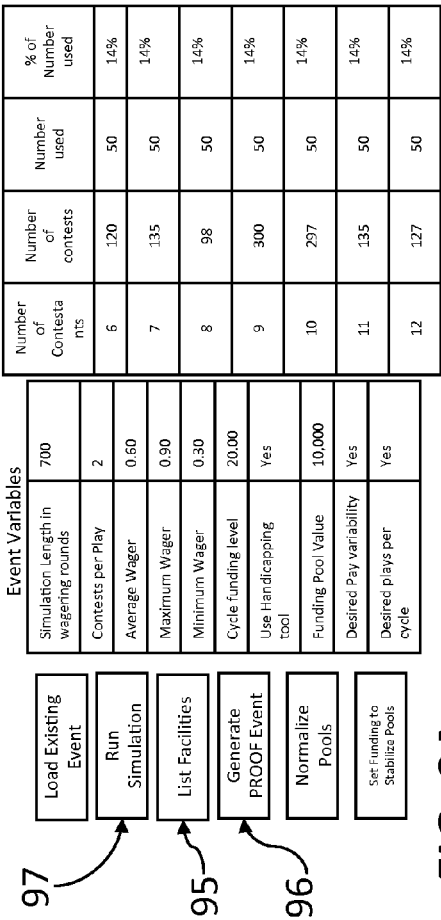 97
95
96
Load Existing
Event
Run
Simulation
List Facilities
Generate
PROOF Event
Normalize
Pools
Set Funding to
Stabilize Pools
Event Variables
Simulation Length in
wagering rounds
700
Contests per Play
2
Average Wager
0.60
Maximum Wager
0.90
Minimum Wager
0.30
Cycle funding level
20.00
Use Handicapping
tool
Yes
Funding Pool Value
10,000
Desired Pay variability
Yes
Desired plays per
cycle
Yes
Number
of
Contesta
nts
Number
of
contests
Number
used
% of
Number
used
6
120
50
14%
7
135
50
14%
8
98
50
14%
9
300
50
14%
10
297
50
14%
11
135
50
14%
12
127
50
14%